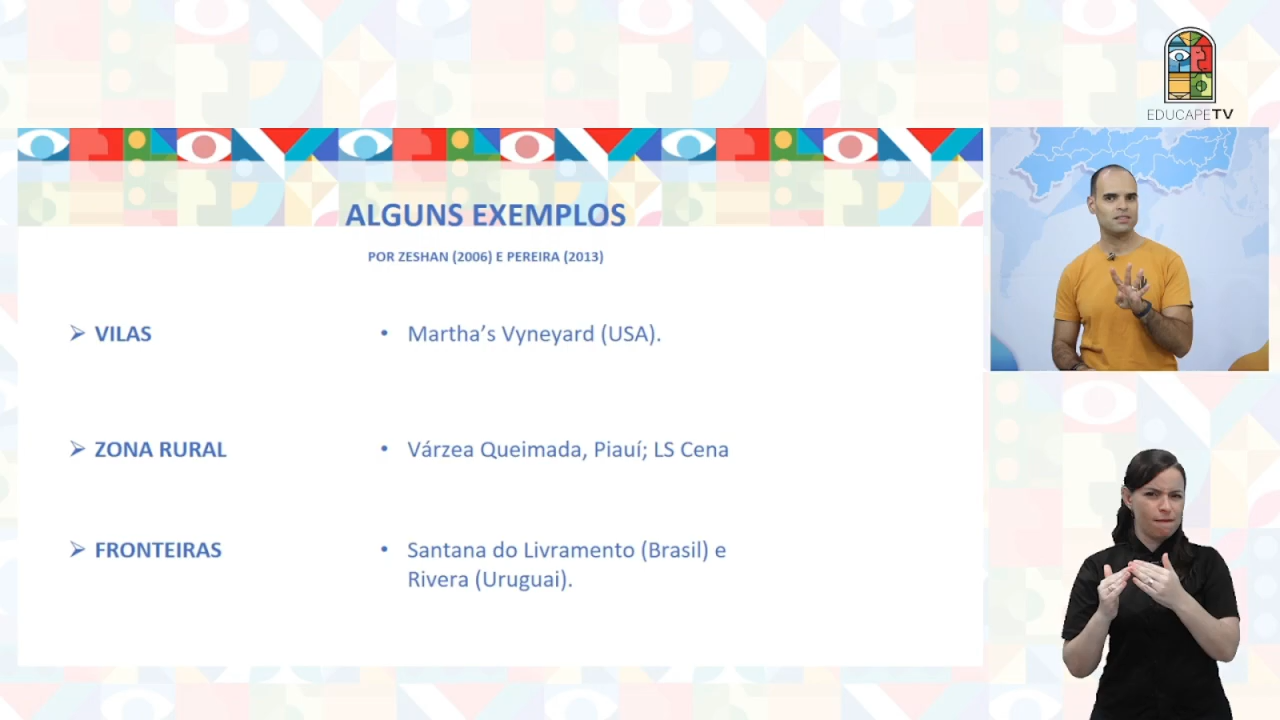 EDUCAPETV
ALGUNS EXEMPLOS
POR ZESHAN (2006) E PEREIRA (2013)
➢ VILAS
• Martha’s Vyneyard (USA).
➢ ZONA RURAL
• Várzea Queimada, Piauí; LS Cena
➢ FRONTEIRAS
• Santana do Livramento (Brasil) e
Rivera (Uruguai).